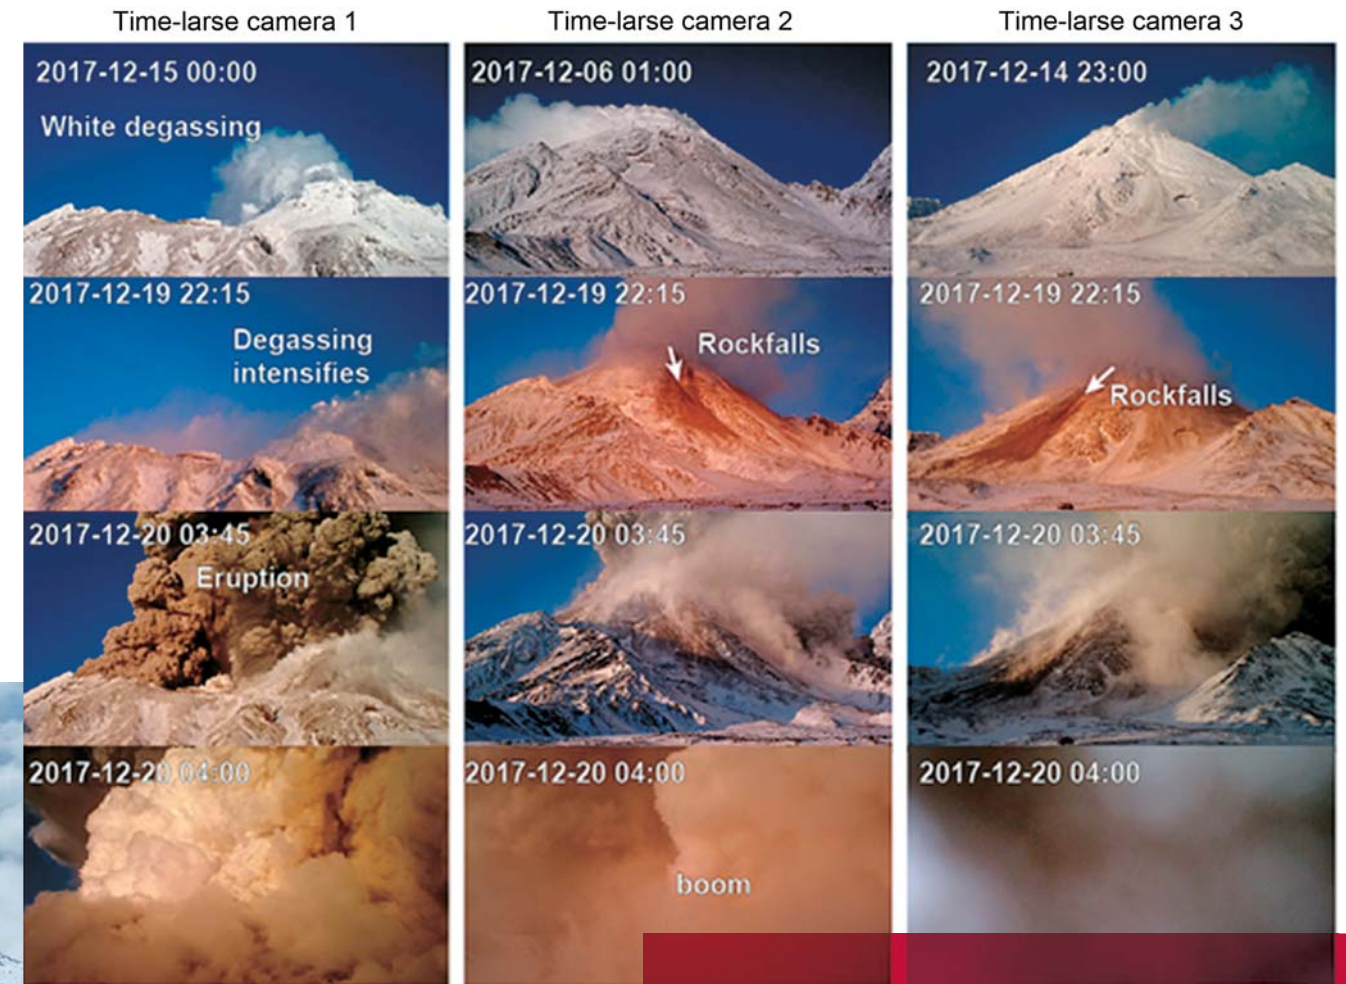 Time-larse camera 1
Time-larse camera 2
Time-larse camera 3
2017-12-15 00:00
White degassing
2017-12-06 01:00
2017-12-14 23:00
2017-12-19 22:15
Degassing
intensifies
2017-12-19 22:15
Rockfalls
2017-12-19 22:15
Rockfalls
2017-12-20 03:45
Eruption
2017-12-20 03:45
2017-12-20 03:45
2017-12-20 04:00
2017-12-20 04:00
boom
2017-12-20 04:00